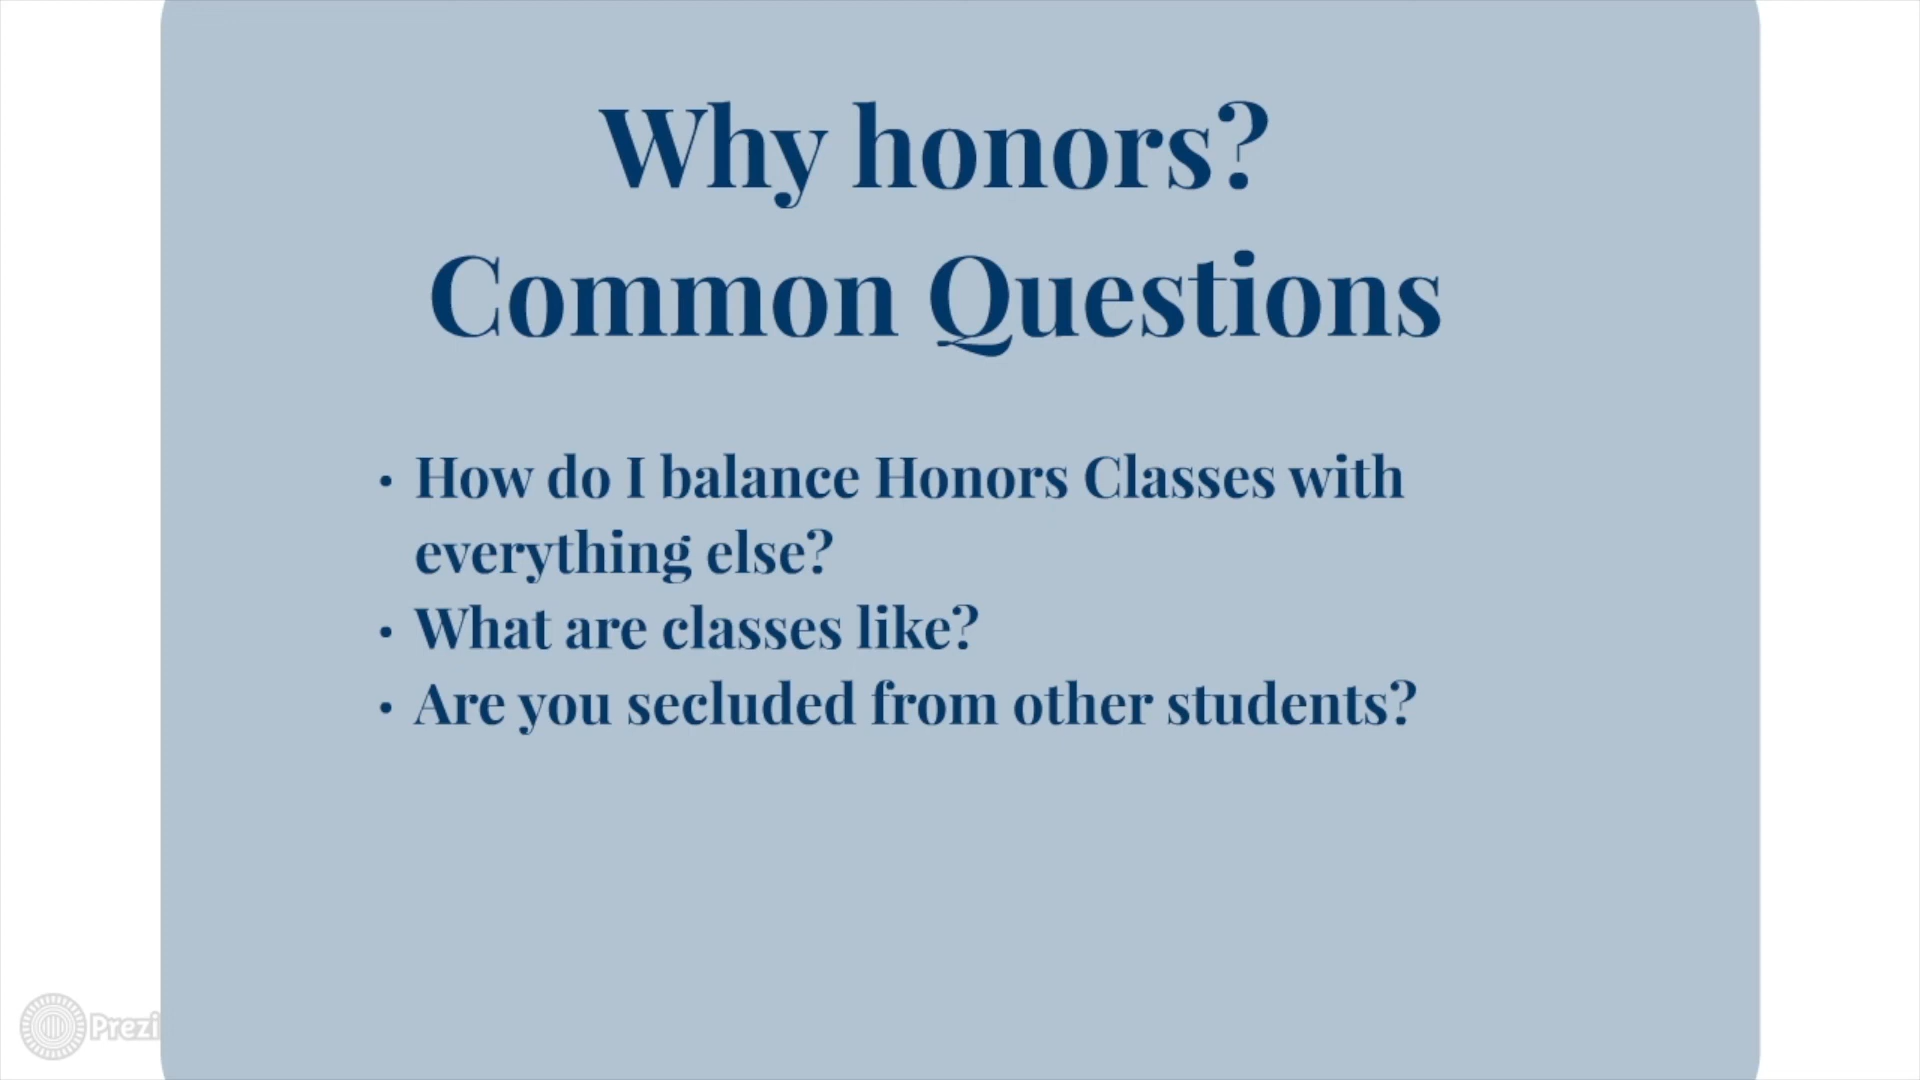 Why honors?
Common Questions
• How do I balance Honors Classes with
everything else?
• What are classes like?
• Are you secluded from other students?
Prezi